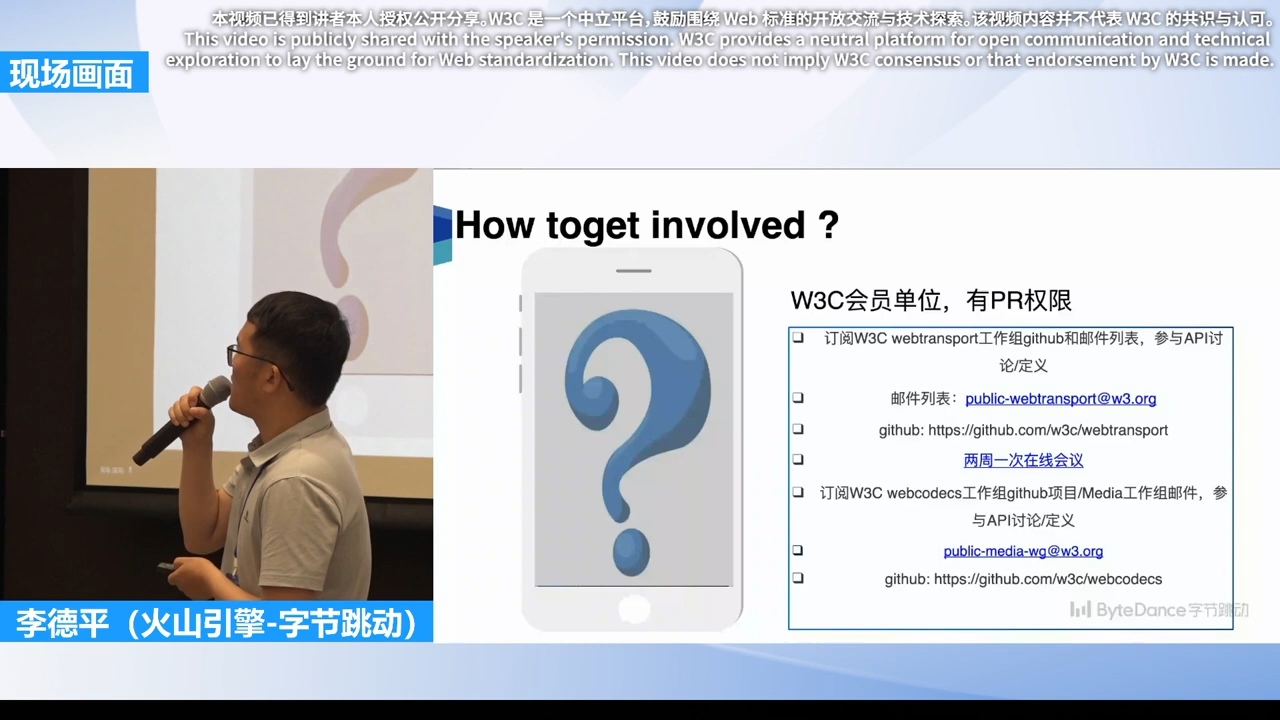 本视频已得到讲者本人授权公开分享。W3C 是一个中立平台，鼓励围绕 Web 标准的开放交流与技术探索。该视频内容并不代表 W3C 的共识与认可。
This video is publicly shared with the speaker's permission. W3C provides a neutral platform for open communication and technical
exploration to lay the ground for Web standardization. This video does not imply W3C consensus or that endorsement by W3C is made.
现场画面
How toget involved ?
W3C会员单位，有PR权限
订阅W3C webtransport工作组github和邮件列表，参与API讨
论/定义
邮件列表：public-webtransport@w3.org
github: https://github.com/w3c/webtransport
两周一次在线会议
订阅W3C webcodecs工作组github项目/Media工作组邮件，参
与API讨论/定义
public-media-wg@w3.org
github: https://github.com/w3c/webcodecs
ByteDance字节跳动
李德平（火山引擎-字节跳动）